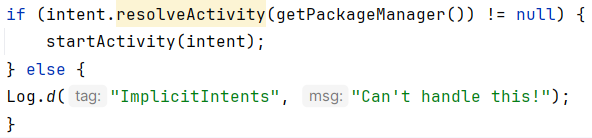 if (intent.resolveActivity(getPackageManager()) != null) {
    startActivity(intent);
} else {
Log.d( tag: "ImplicitIntents", msg: "Can't handle this!");
}